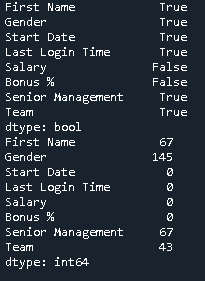 First Name True
Gender True
Start Date True
Last Login Time True
Salary False
Bonus % False
Senior Management True
Team True
dtype: bool
First Name 67
Gender 145
Start Date 0
Last Login Time 0
Salary 0
Bonus % 0
Senior Management 67
Team 43
dtype: int64